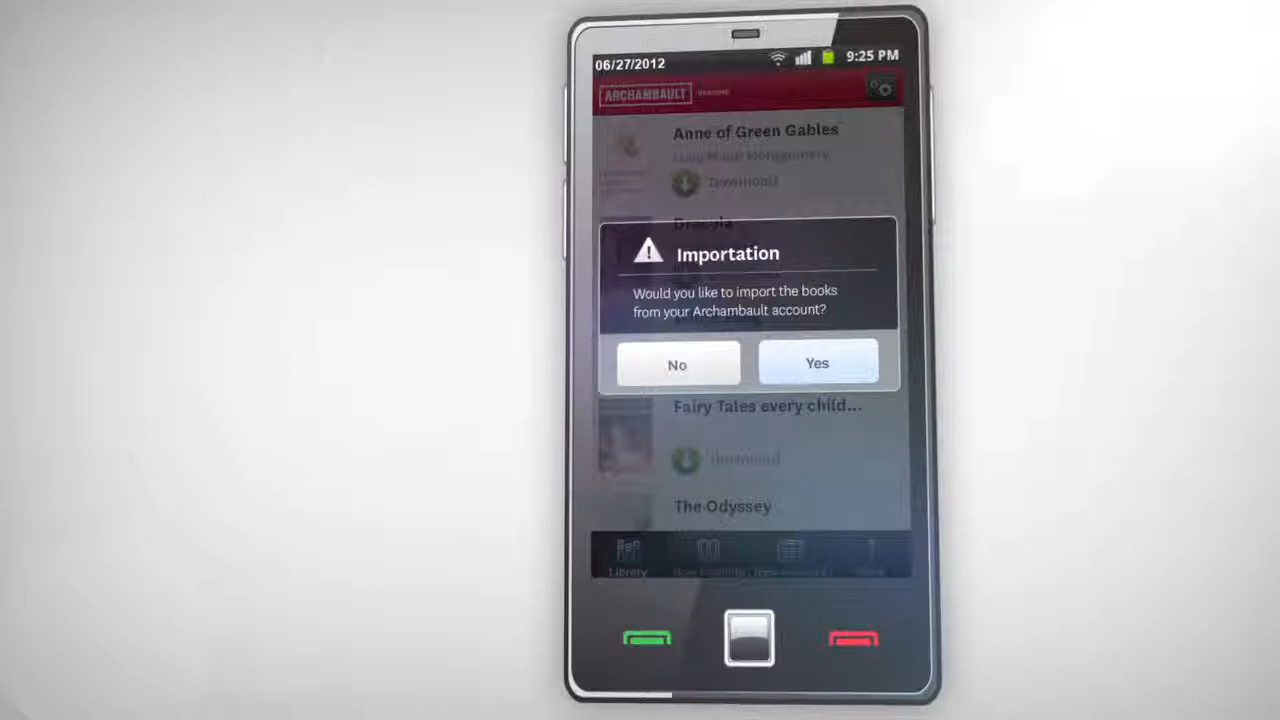 06/27/2012
9:25 PM
ARCHAMBAULT
Anne of Green Gables
Lucy Maud Montgomery
Download
Dracula
Importation
Would you like to import the books
from your Archambault account?
No
Yes
Fairy Tales every child...
Download
The Odyssey
Library